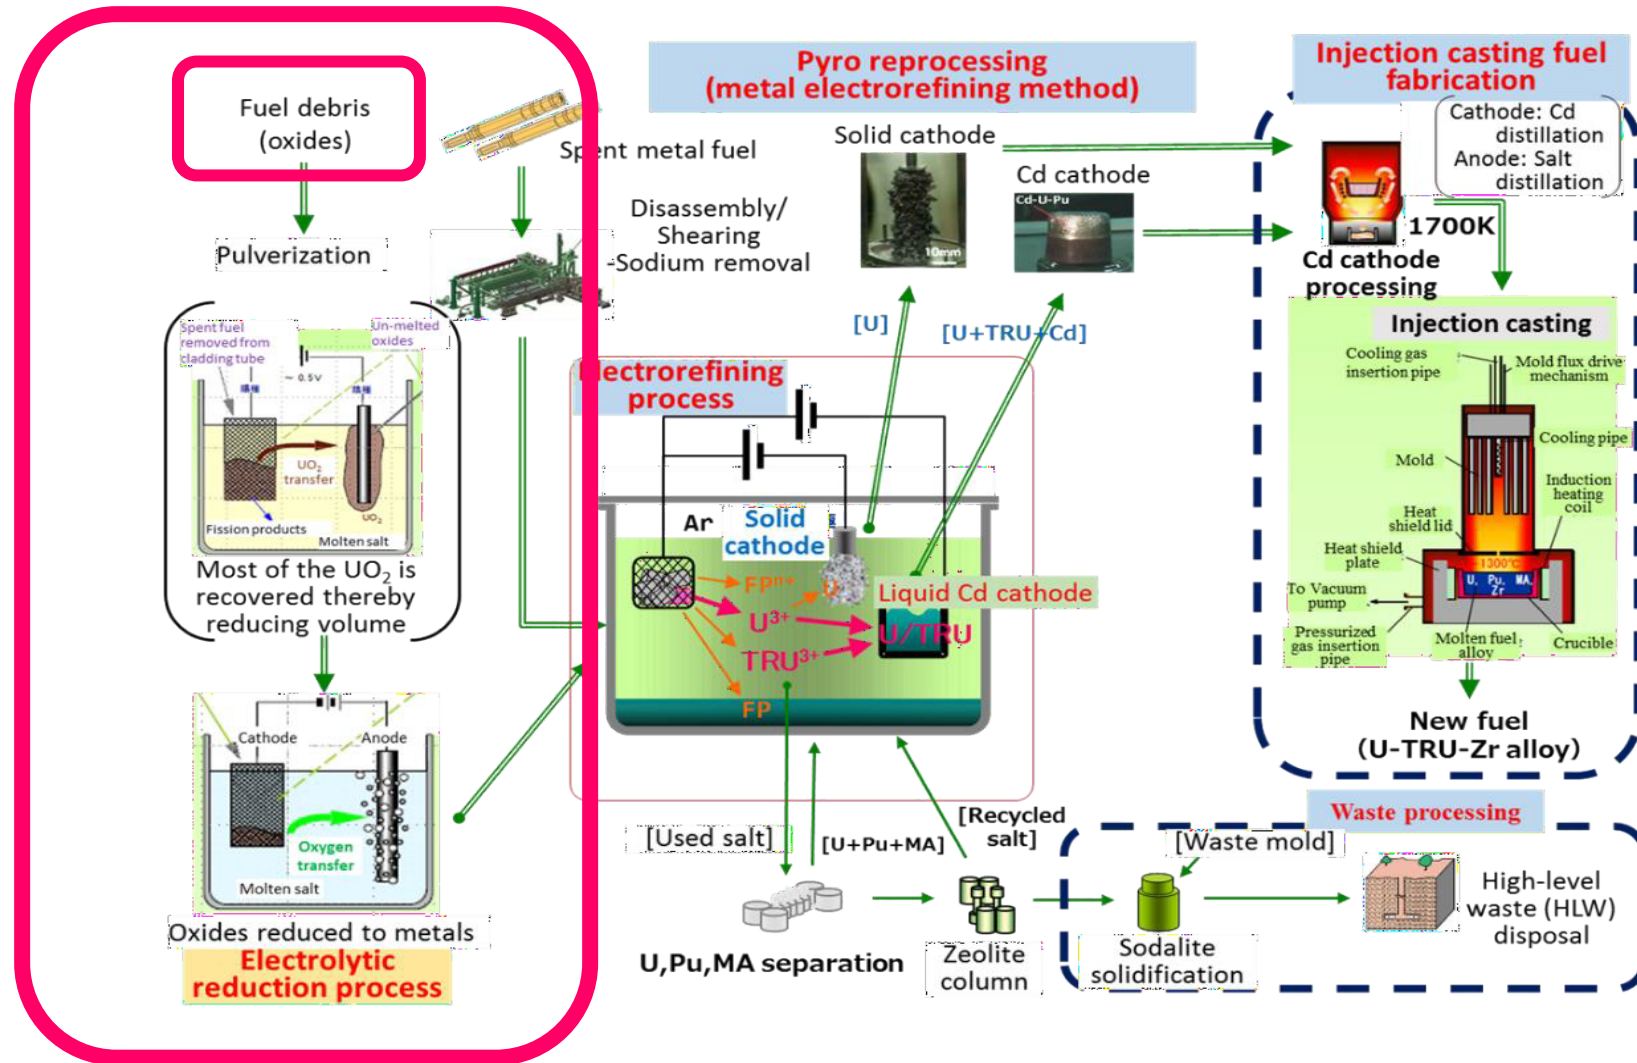 Fuel debris
(oxides)
Pulverization
Spent fuel
removed from
cladding tube
Un-melted
oxides
~ 0.5V
UO2
transfer
UO2
Fission products
Molten salt
Most of the UO2 is
recovered thereby
reducing volume
Cathode
Anode
Oxygen
transfer
Molten salt
Oxides reduced to metals
Electrolytic
reduction process
Spent metal fuel
Disassembly/
Shearing
-Sodium removal
Pyro reprocessing
(metal electrorefining method)
Solid cathode
10mm
Cd cathode
Cd-U-Pu
[U]
[U+TRU+Cd]
Electrorefining
process
Ar
Solid
cathode
FPn+
U
U3+
TRU3+
FP
Liquid Cd cathode
U/TRU
[Used salt]
[U+Pu+MA]
[Recycled
salt]
U,Pu,MA separation
Zeolite
column
Injection casting fuel
fabrication
Cathode: Cd
distillation
Anode: Salt
distillation
1700K
Cd cathode
processing
Injection casting
Cooling gas
insertion pipe
Mold flux drive
mechanism
Cooling pipe
Mold
Induction
heating
coil
Heat
shield lid
Heat shield
plate
~1300℃
U, Pu, MA,
Zr
To Vacuum
pump
Pressurized
gas insertion
pipe
Molten fuel
alloy
Crucible
New fuel
(U-TRU-Zr alloy)
Waste processing
[Waste mold]
Sodalite
solidification
High-level
waste (HLW)
disposal